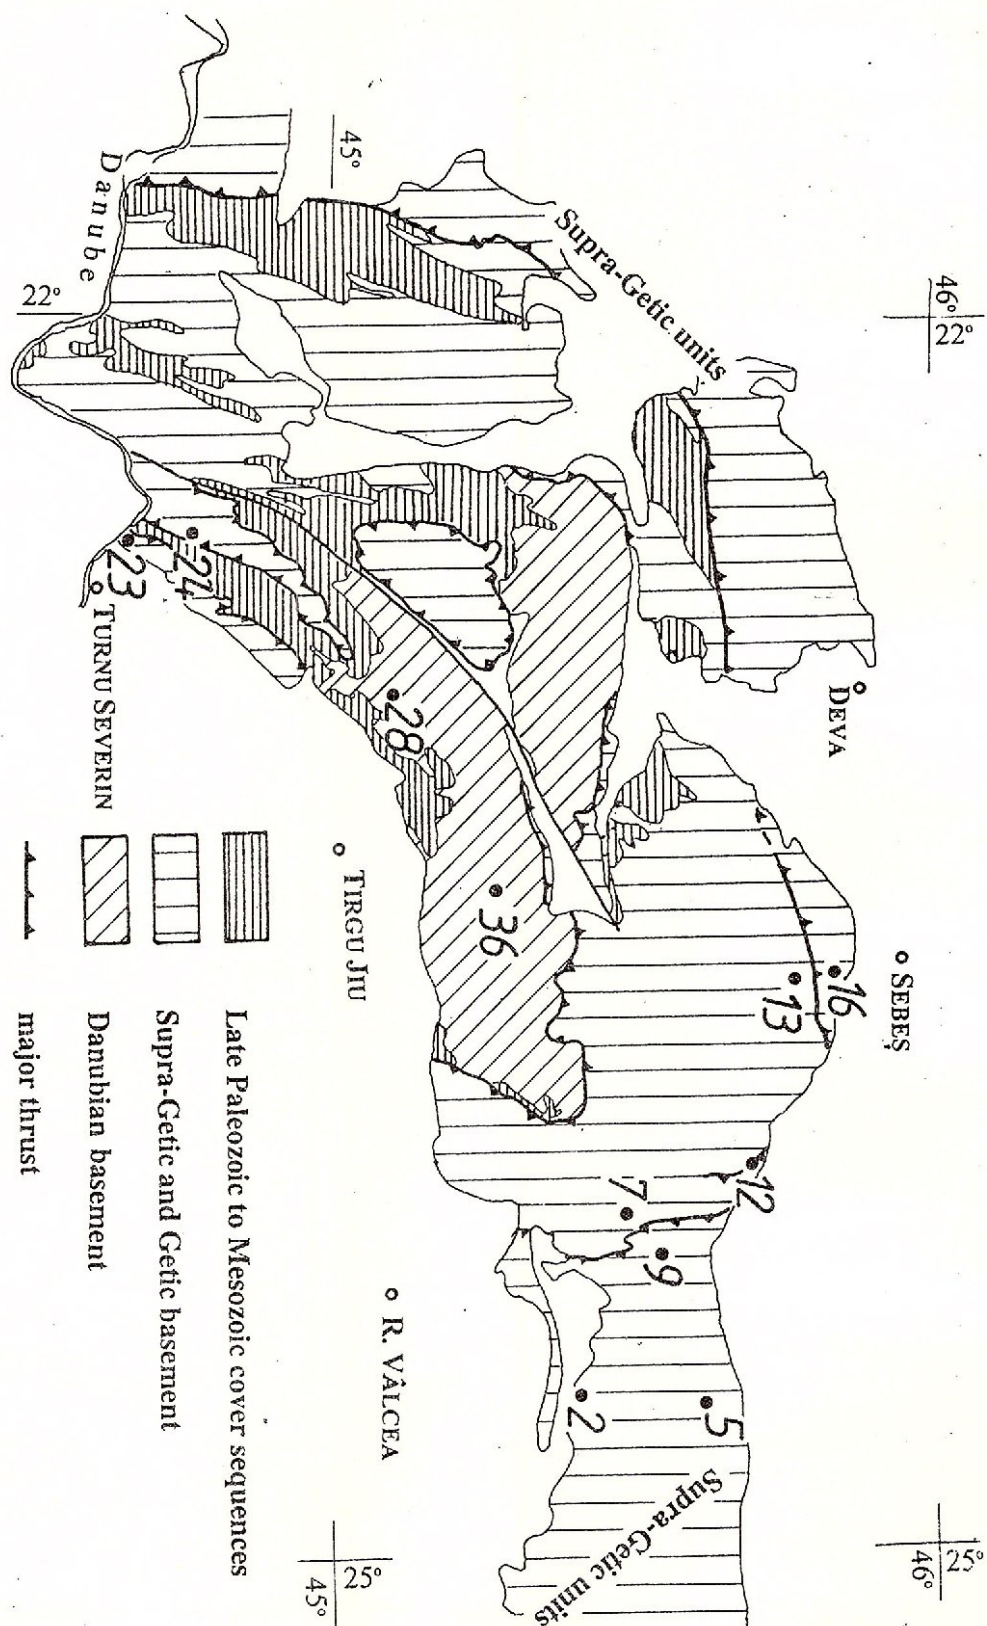 46°
22°
45°
22°
Danube
Supra-Getic units
DEVA
SEBEŞ
TURNU SEVERIN
TIRGU JIU
R. VÂLCEA
Supra-Getic units
16
13
12
7
9
5
2
36
28
24
23
25°
46°
25°
45°
Late Paleozoic to Mesozoic cover sequences
Supra-Getic and Getic basement
Danubian basement
major thrust